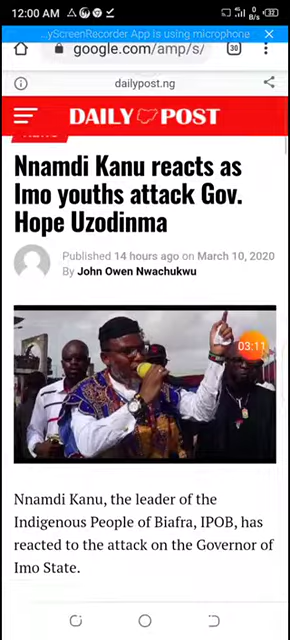 12:00 AM
yScreenRecorder App Is using microphone
0 B/s
google.com/amp/s/
30
dailypost.ng
DAILY POST
Nnamdi Kanu reacts as
Imo youths attack Gov.
Hope Uzodinma
Published 14 hours ago on March 10, 2020
By John Owen Nwachukwu
03:11
Nnamdi Kanu, the leader of the
Indigenous People of Biafra, IPOB, has
reacted to the attack on the Governor of
Imo State.